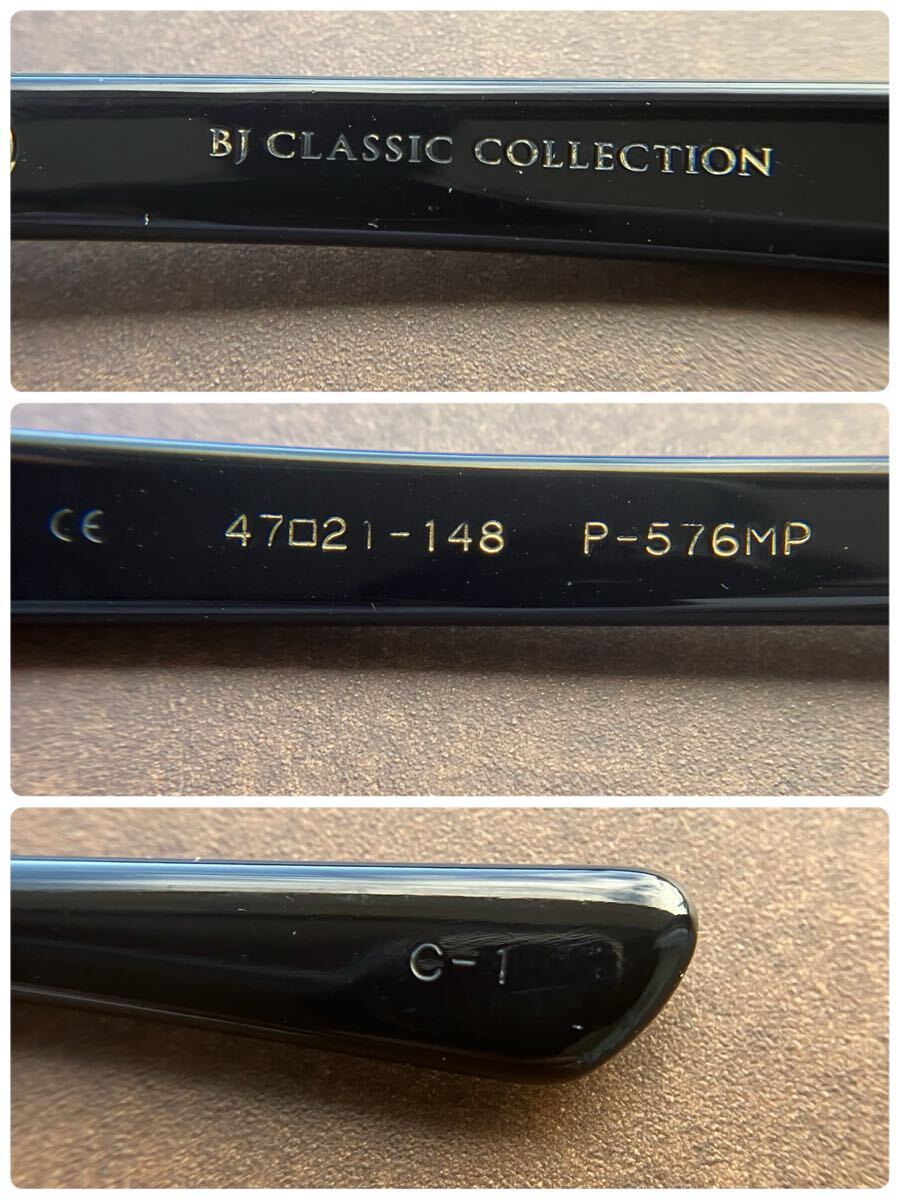 BJ CLASSIC COLLECTION
CE 47□21-148 P-576MP
C-1